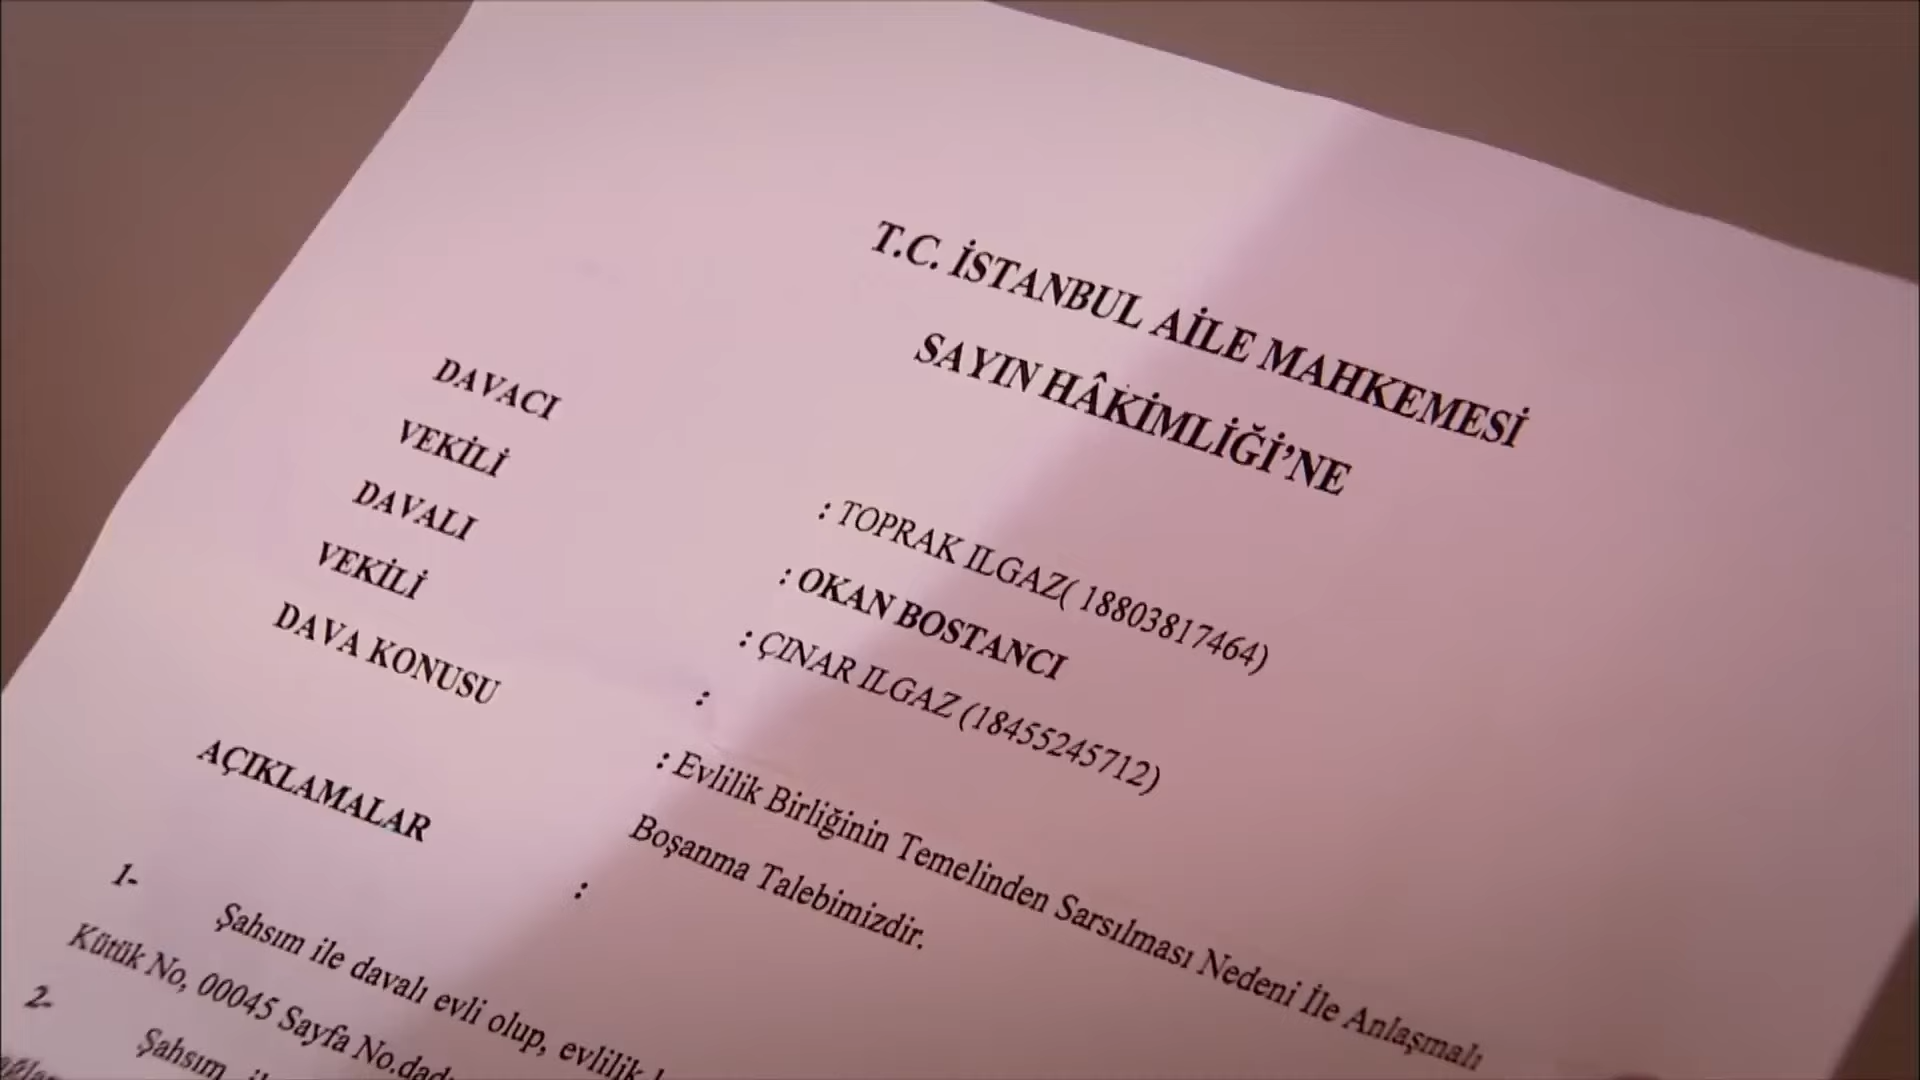 T.C. İSTANBUL AİLE MAHKEMESİ
SAYIN HÂKİMLİĞİ'NE
DAVACI : TOPRAK ILGAZ( 18803817464)
VEKİLİ : OKAN BOSTANCI
DAVALI : ÇINAR ILGAZ (18455245712)
VEKİLİ :
DAVA KONUSU : Evlilik Birliğinin Temelinden Sarsılması Nedeni İle Anlaşmalı
Boşanma Talebimizdir.
AÇIKLAMALAR :
1- Şahsım ile davalı evli olup, evlilik
Kütük No, 00045 Sayfa No.
2- Şahsım